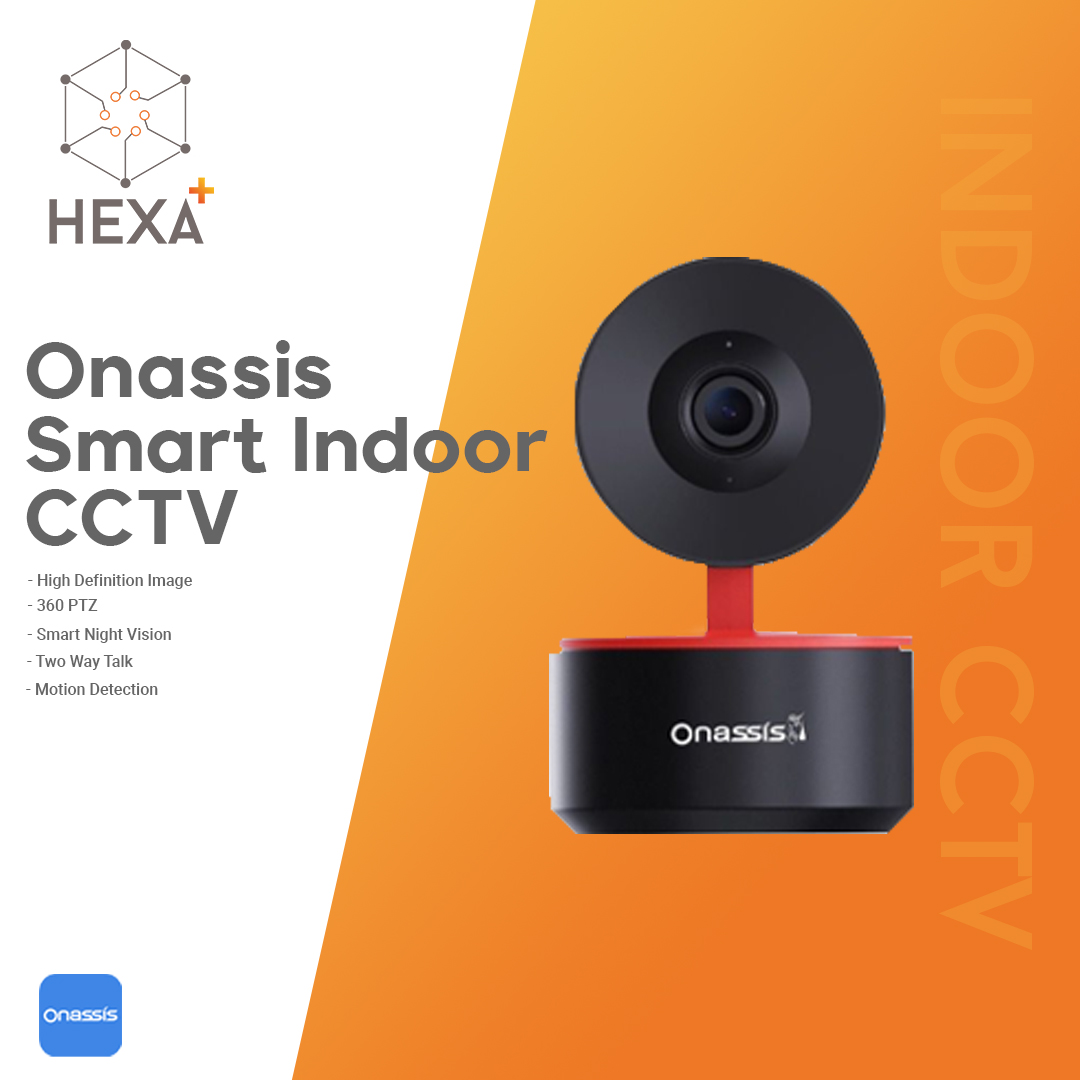 HEXA+
Onassis
Smart Indoor
CCTV
- High Definition Image
- 360 PTZ
- Smart Night Vision
- Two Way Talk
- Motion Detection
Onassis
Onassis
INDOOR CCTV